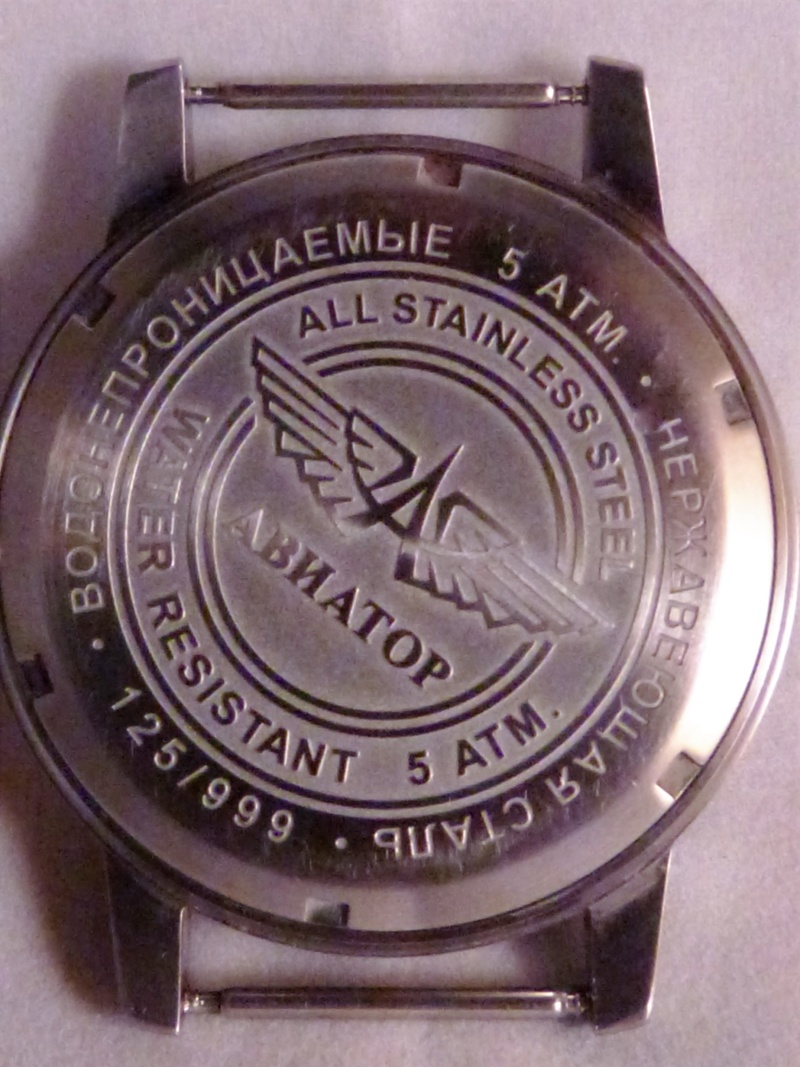 ВОДОНЕПРОНИЦАЕМЫЕ 5 АТМ. • НЕРЖАВЕЮЩАЯ СТАЛЬ • 125/999 •
ALL STAINLESS STEEL
WATER RESISTANT 5 ATM.
АВИАТОР